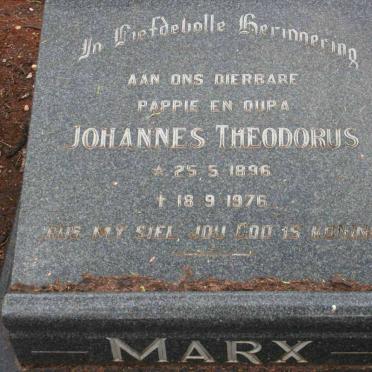 In Liefdevolle Herinnering
AAN ONS DIERBARE
PAPPIE EN OUPA
JOHANNES THEODORUS
☆ 25 5 1896
† 18 9 1976
RUS MY SIEL, JOU GOD IS KONING
MARX